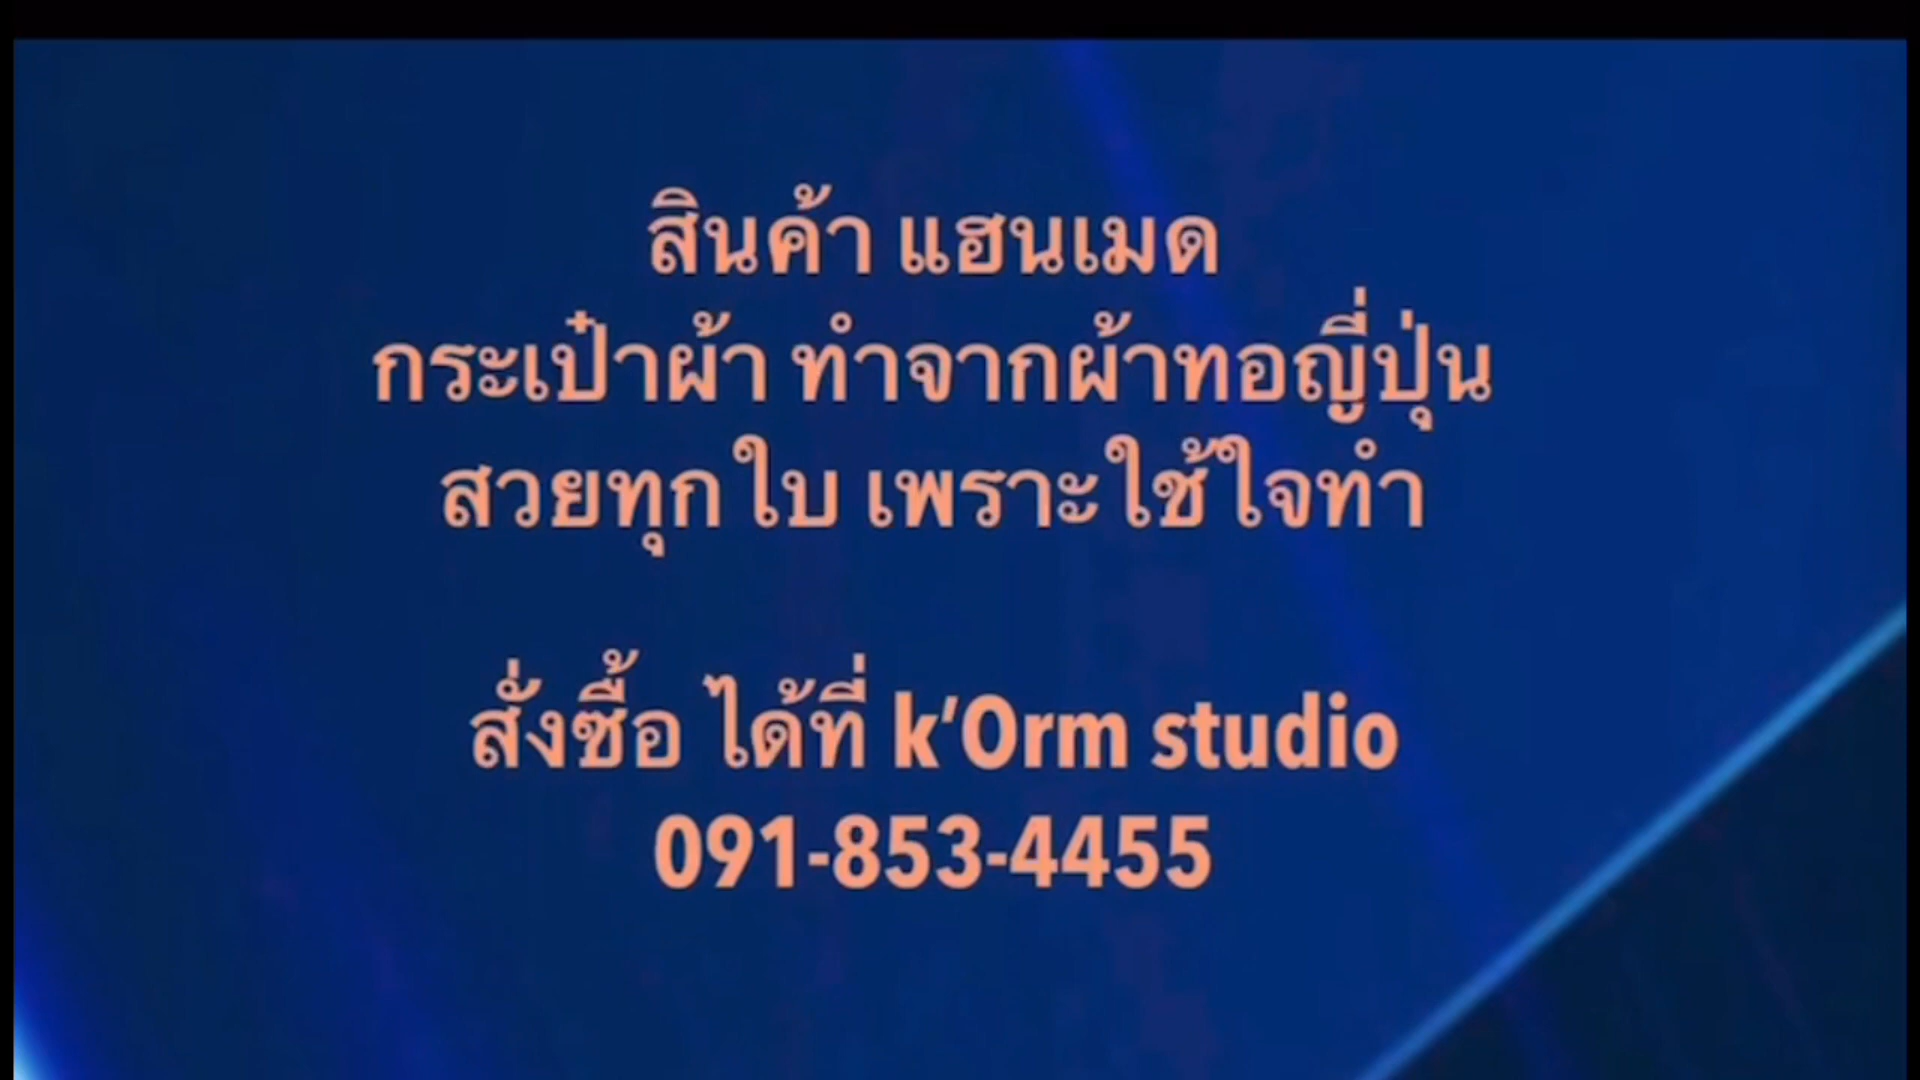 สินค้า แฮนเมด
กระเป๋าผ้า ทำจากผ้าทอญี่ปุ่น
สวยทุกใบ เพราะใช้ใจทำ
สั่งซื้อ ได้ที่ k’Orm studio
091-853-4455